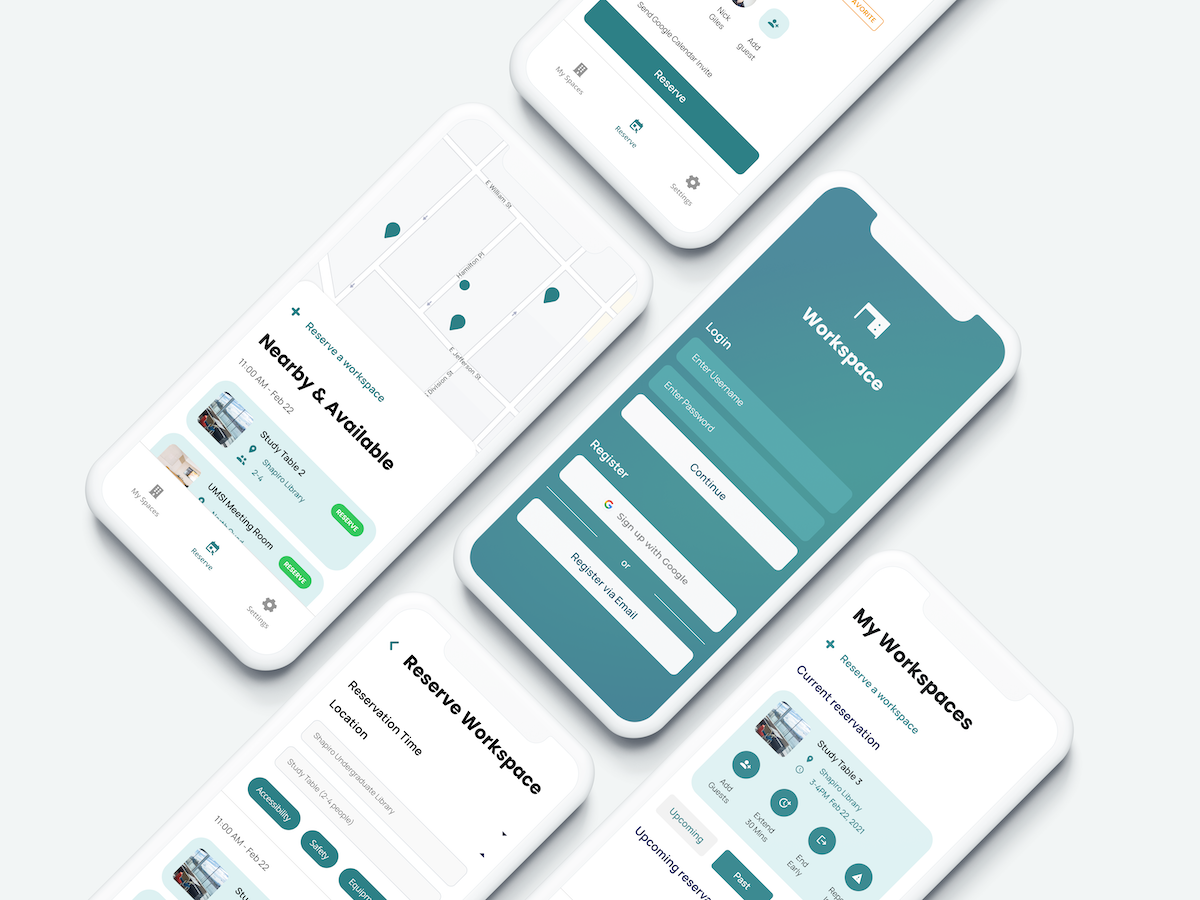 FAVORITE
Nick
Giles
Add
guest
Send Google Calendar Invite
Reserve
My Spaces
Reserve
Settings
E William St
Hamilton Pl
E Jefferson St
Division St
Reserve a workspace
Nearby & Available
11:00 AM - Feb 22
Study Table 2
Shapiro Library
2-4
RESERVE
UMSI Meeting Room
RESERVE
My Spaces
Reserve
Settings
Workspace
Login
Enter Username
Enter Password
Continue
Register
Sign up with Google
or
Register via Email
Reserve Workspace
Reservation Time
Location
Shapiro Undergraduate Library
Study Table (2-4 people)
Accessibility
Safety
Equipm
11:00 AM - Feb 22
My Workspaces
Reserve a workspace
Current reservation
Study Table 3
Shapiro Library
3-4PM, Feb 22, 2021
Add
Guests
Extend
30 Mins
End
Early
Upcoming
Past
Upcoming reserva